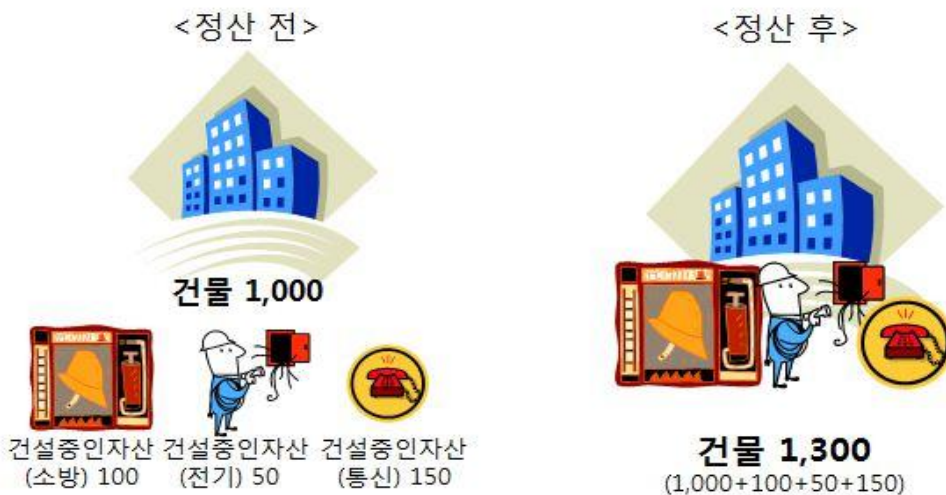 <정산 전>
건물 1,000
건설중인자산
(소방) 100
건설중인자산
(전기) 50
건설중인자산
(통신) 150
<정산 후>
건물 1,300
(1,000+100+50+150)